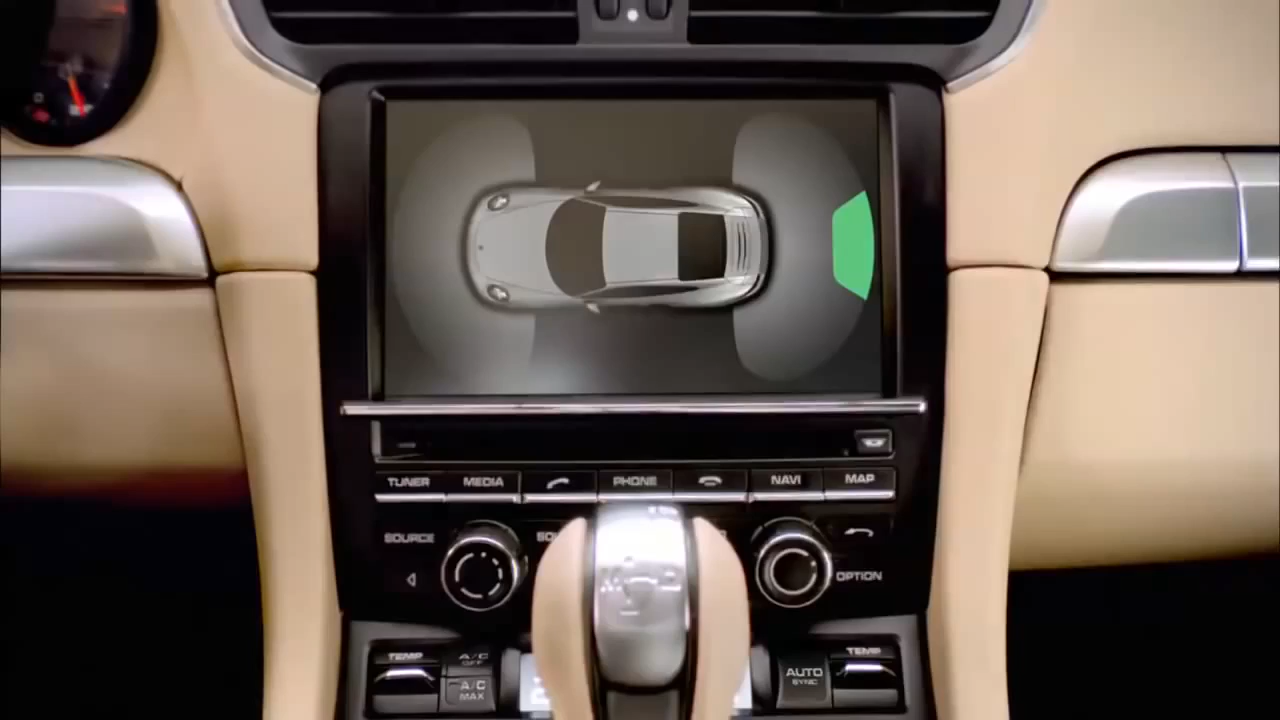 TUNER MEDIA PHONE NAVI MAP
SOURCE
OPTION
TEMP A/C OFF
A/C MAX
AUTO SYNC
TEMP